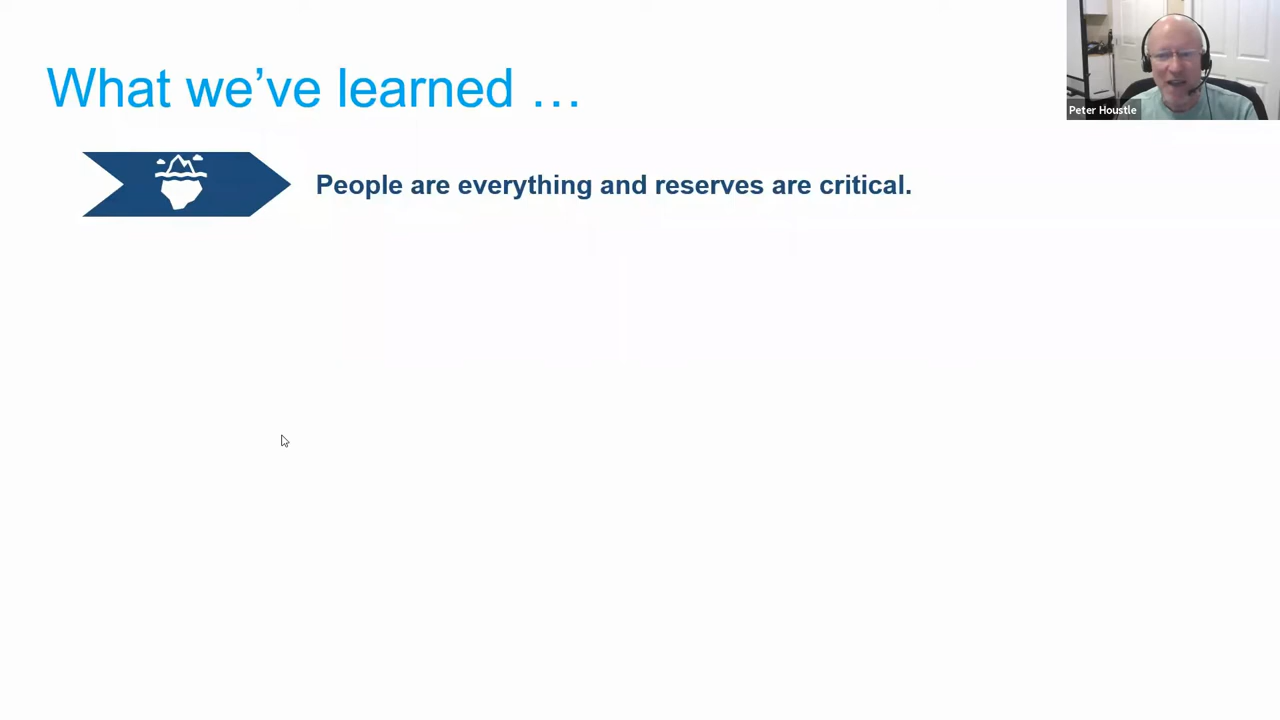 What we've learned …
Peter Houstle
People are everything and reserves are critical.